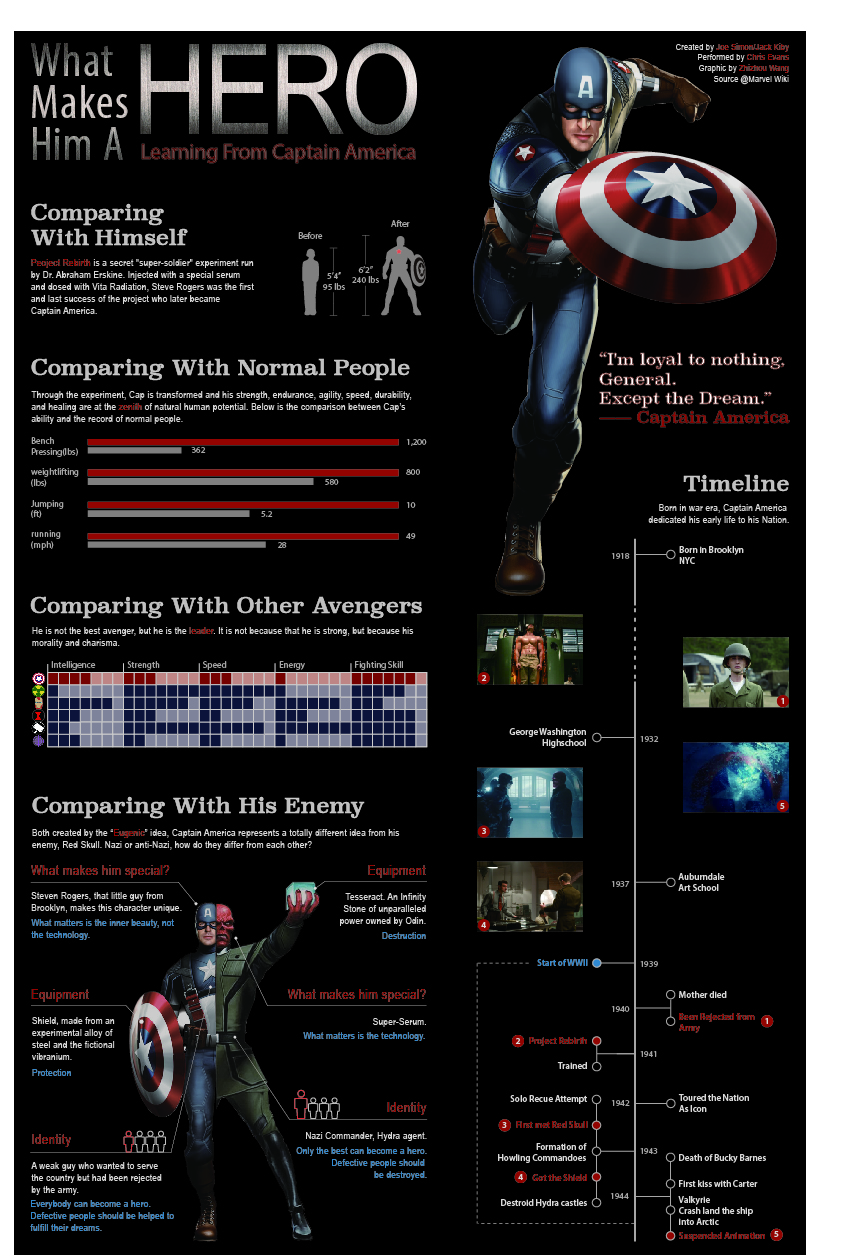 What
Makes
Him A
HERO
Learning From Captain America
Created by Joe Simon/Jack Kiby
Performed by Chris Evans
Graphic by Zhizhou Wang
Source @Marvel Wiki
Comparing
With Himself
Project Rebirth is a secret "super-soldier" experiment run
by Dr. Abraham Erskine. Injected with a special serum
and dosed with Vita Radiation, Steve Rogers was the first
and last success of the project who later became
Captain America.
Before
After
5'4"
95 lbs
6'2"
240 lbs
A
"I'm loyal to nothing,
General.
Except the Dream."
—— Captain America
Comparing With Normal People
Through the experiment, Cap is transformed and his strength, endurance, agility, speed, durability,
and healing are at the zenith of natural human potential. Below is the comparison between Cap's
ability and the record of normal people.
Bench
Pressing(lbs)
1,200
362
weightlifting
(lbs)
800
580
Jumping
(ft)
10
5.2
running
(mph)
49
28
Comparing With Other Avengers
He is not the best avenger, but he is the leader. It is not because that he is strong, but because his
morality and charisma.
Intelligence
Strength
Speed
Energy
Fighting Skill
Comparing With His Enemy
Both created by the "Eugenic" idea, Captain America represents a totally different idea from his
enemy, Red Skull. Nazi or anti-Nazi, how do they differ from each other?
What makes him special?
Steven Rogers, that little guy from
Brooklyn, makes this character unique.
What matters is the inner beauty, not
the technology.
Equipment
Tesseract. An Infinity
Stone of unparalleled
power owned by Odin.
Destruction
A
Equipment
Shield, made from an
experimental alloy of
steel and the fictional
vibranium.
Protection
What makes him special?
Super-Serum.
What matters is the technology.
Identity
Nazi Commander, Hydra agent.
Only the best can become a hero.
Defective people should
be destroyed.
Identity
A weak guy who wanted to serve
the country but had been rejected
by the army.
Everybody can become a hero.
Defective people should be helped to
fulfill their dreams.
Timeline
Born in war era, Captain America
dedicated his early life to his Nation.
1918
Born in Brooklyn
NYC
2
1
George Washington
Highschool
1932
5
3
4
1937
Auburndale
Art School
Start of WWII
1939
Mother died
1940
Been Rejected from
Army
1
2
Project Rebirth
1941
Trained
Solo Recue Attempt
1942
Toured the Nation
As Icon
3
First met Red Skull
Formation of
Howling Commandoes
1943
Death of Bucky Barnes
4
Got the Shield
First kiss with Carter
Destroid Hydra castles
1944
Valkyrie
Crash land the ship
into Arctic
Suspended Animation
5